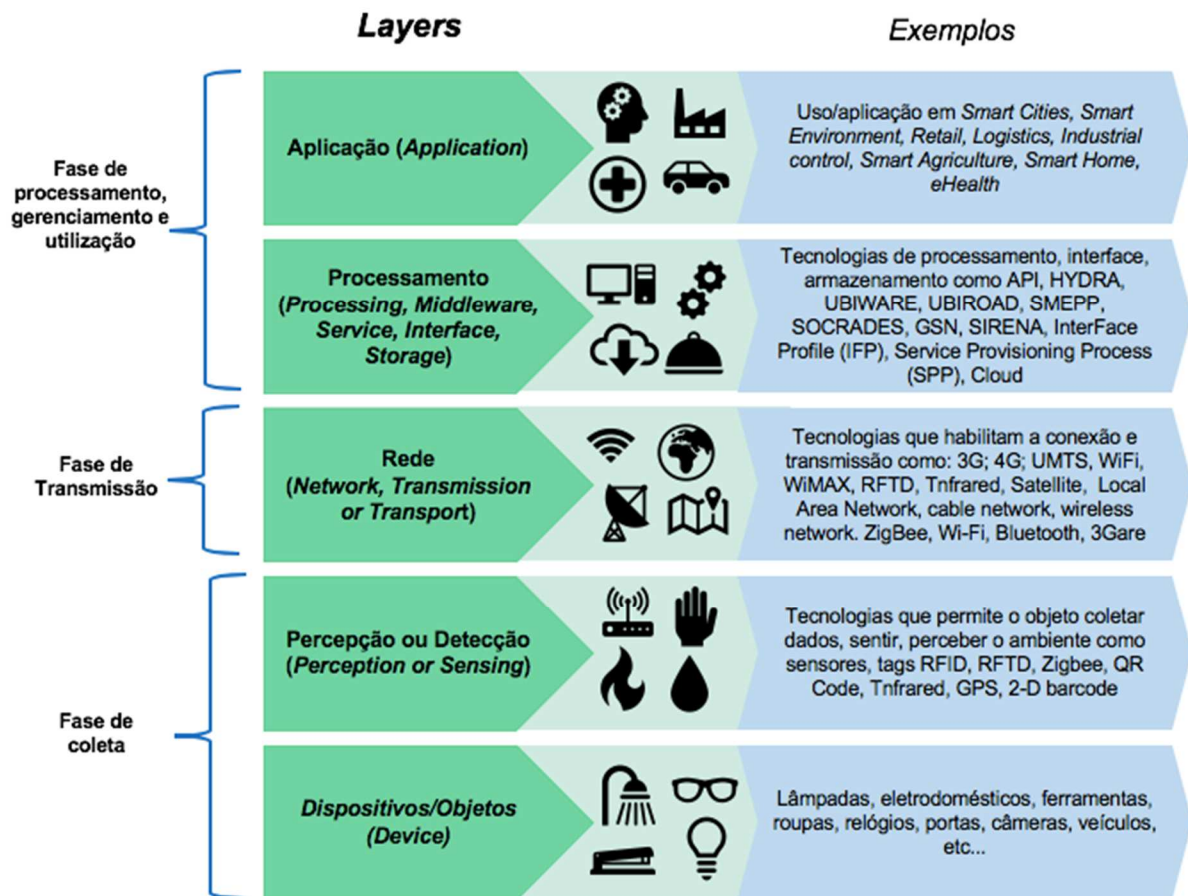 Layers
Exemplos
Fase de
processamento,
gerenciamento e
utilização
Aplicação (Application)
Uso/aplicação em Smart Cities, Smart
Environment, Retail, Logistics, Industrial
control, Smart Agriculture, Smart Home,
eHealth
Processamento
(Processing, Middleware,
Service, Interface,
Storage)
Tecnologias de processamento, interface,
armazenamento como API, HYDRA,
UBIWARE, UBIROAD, SMEPP,
SOCRADES, GSN, SIRENA, InterFace
Profile (IFP), Service Provisioning Process
(SPP), Cloud
Fase de
Transmissão
Rede
(Network, Transmission
or Transport)
Tecnologias que habilitam a conexão e
transmissão como: 3G; 4G; UMTS, WiFi,
WiMAX, RFTD, Tnfrared, Satellite, Local
Area Network, cable network, wireless
network. ZigBee, Wi-Fi, Bluetooth, 3Gare
Fase de
coleta
Percepção ou Detecção
(Perception or Sensing)
Tecnologias que permite o objeto coletar
dados, sentir, perceber o ambiente como
sensores, tags RFID, RFTD, Zigbee, QR
Code, Tnfrared, GPS, 2-D barcode
Dispositivos/Objetos
(Device)
Lâmpadas, eletrodomésticos, ferramentas,
roupas, relógios, portas, câmeras, veículos,
etc...